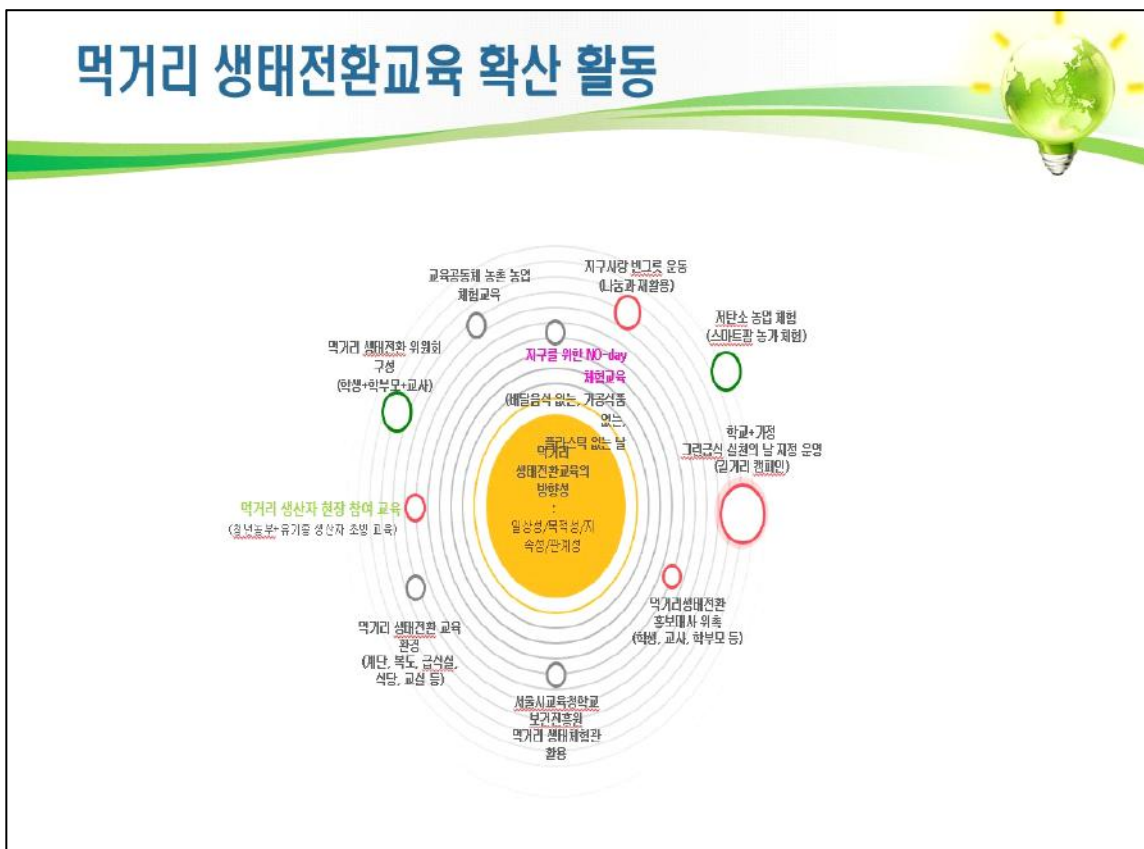 먹거리 생태전환교육 확산 활동
교육공동체 농촌 농업
체험교육
지구사랑 빈그릇 운동
(나눔과 재활용)
저탄소 농업 체험
(스마트팜 농가 체험)
먹거리 생태전환 위원회
구성
(학생+학부모+교사)
지구를 위한 NO-day
체험교육
(배달음식 없는, 가공식품
없는,
플라스틱 없는 날
학교+가정
그린급식 실천의 날 지정 운영
(길거리 캠페인)
먹거리
생태전환교육의
방향성
:
일상성/목적성/지
속성/관계성
먹거리 생산자 현장 참여 교육
(청년농부+유기농 생산자 초빙 교육)
먹거리생태전환
홍보대사 위촉
(학생, 교사, 학부모 등)
먹거리 생태전환 교육
환경
(계단, 복도, 급식실,
식당, 교실 등)
서울시교육청학교
보건진흥원
먹거리 생태체험관
활용